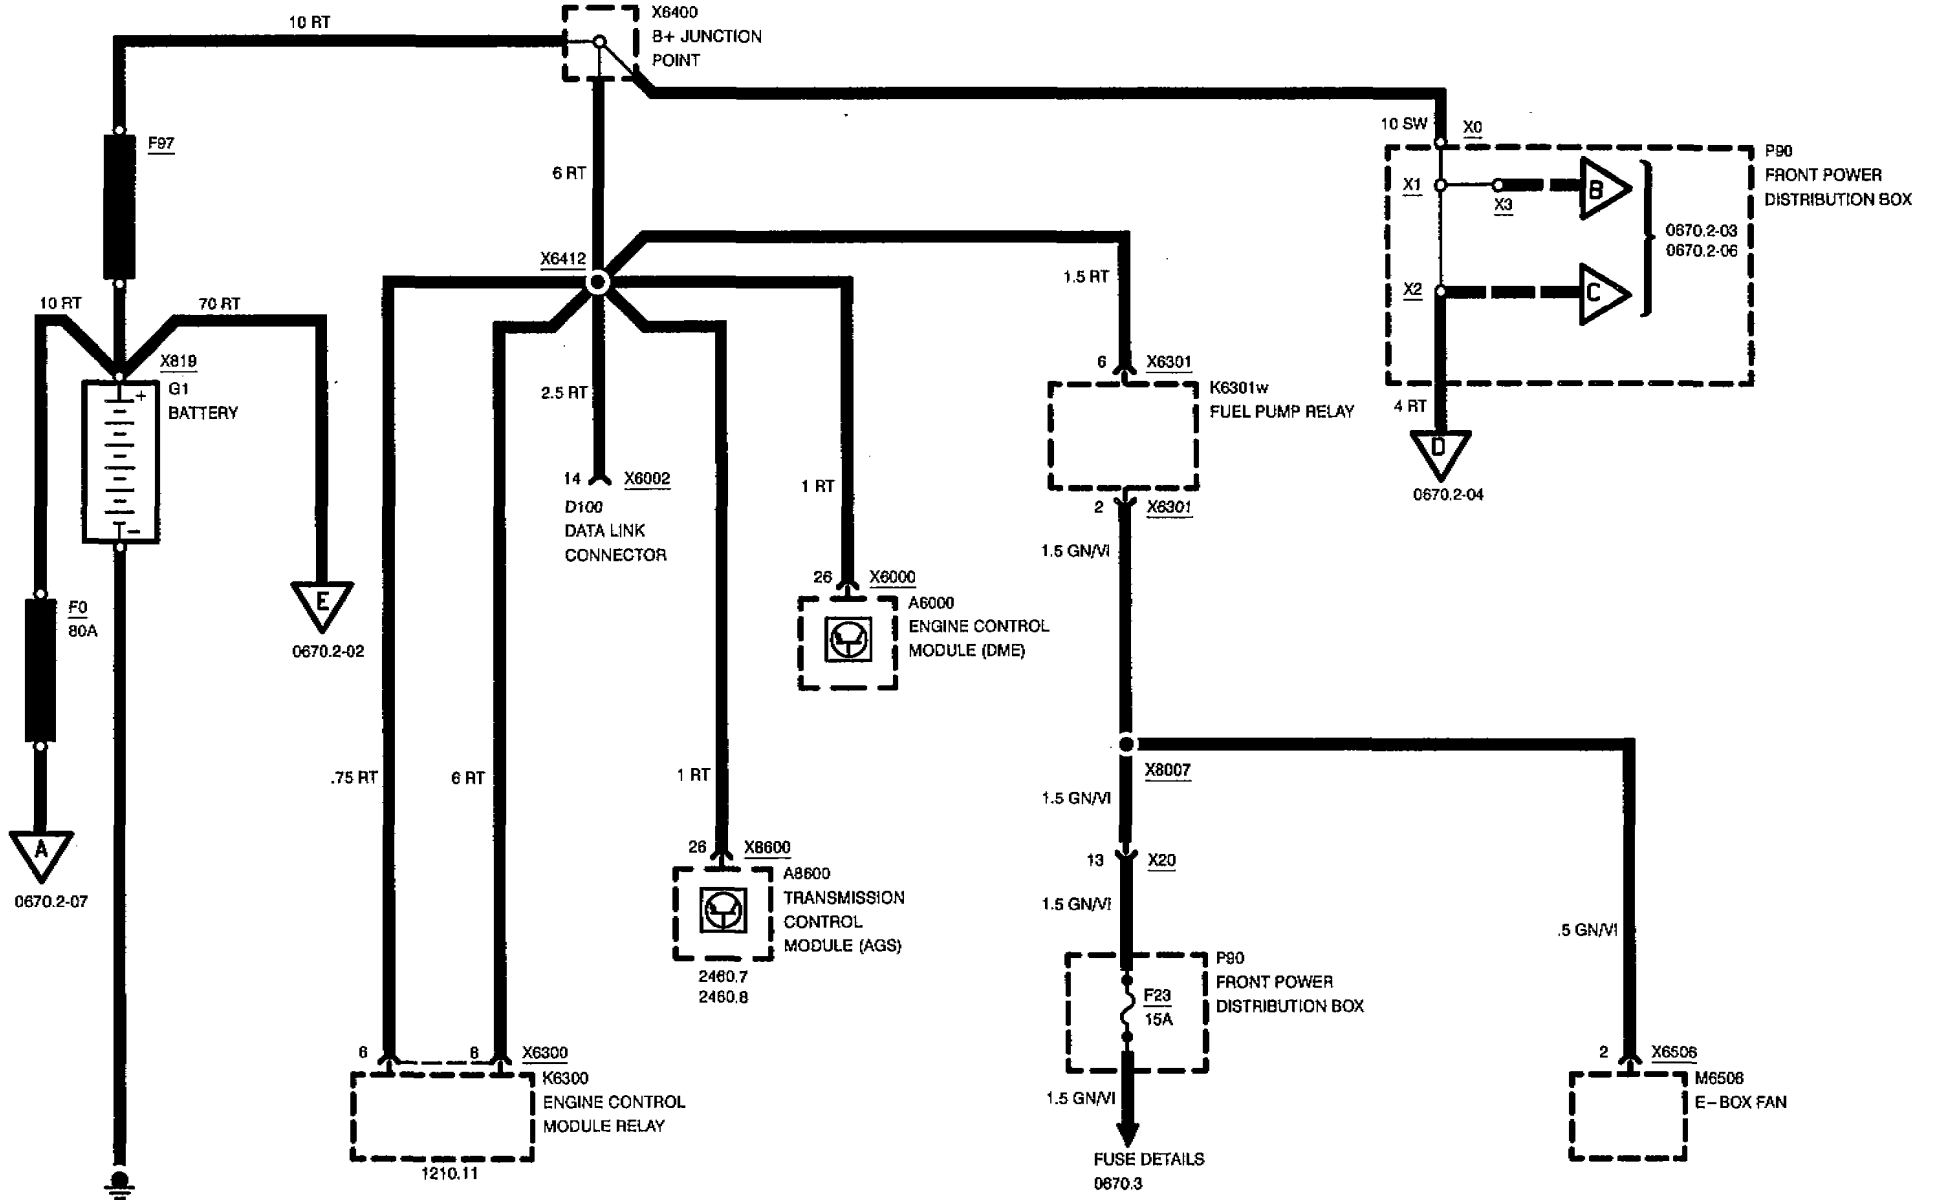 10 RT
X6400
B+ JUNCTION
POINT
10 SW
X0
P90
FRONT POWER
DISTRIBUTION BOX
F97
6 RT
X1
B
X3
0670.2-03
0670.2-06
X6412
1.5 RT
X2
C
10 RT
70 RT
X819
G1
BATTERY
+
-
6
X6301
K6301w
FUEL PUMP RELAY
4 RT
D
0670.2-04
2.5 RT
14
X6002
D100
DATA LINK
CONNECTOR
1 RT
2
X6301
1.5 GN/VI
26
X6000
A6000
ENGINE CONTROL
MODULE (DME)
F0
80A
E
0670.2-02
.75 RT
6 RT
1 RT
X8007
1.5 GN/VI
A
0670.2-07
26
X8600
A8600
TRANSMISSION
CONTROL
MODULE (AGS)
2460.7
2460.8
13
X20
1.5 GN/VI
.5 GN/VI
P90
FRONT POWER
DISTRIBUTION BOX
F23
15A
6
8
X6300
K6300
ENGINE CONTROL
MODULE RELAY
1210.11
1.5 GN/VI
FUSE DETAILS
0670.3
2
X6506
M6506
E-BOX FAN